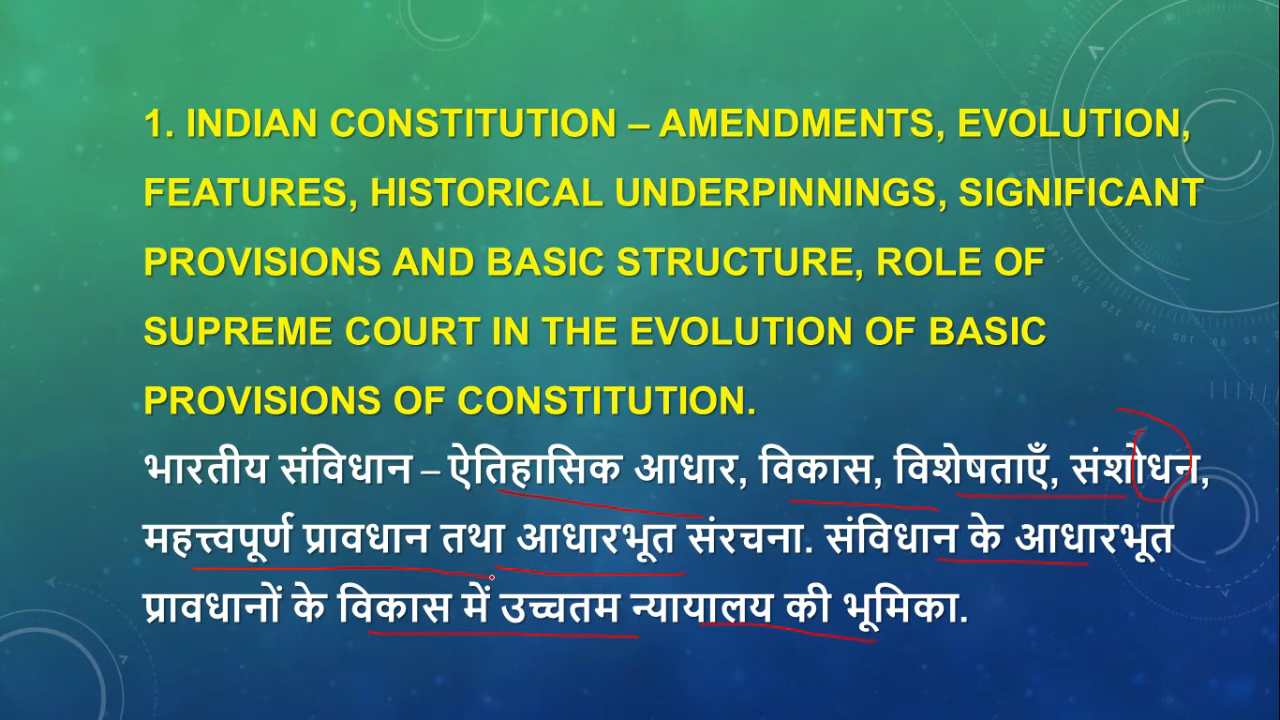 1. INDIAN CONSTITUTION – AMENDMENTS, EVOLUTION,
FEATURES, HISTORICAL UNDERPINNINGS, SIGNIFICANT
PROVISIONS AND BASIC STRUCTURE, ROLE OF
SUPREME COURT IN THE EVOLUTION OF BASIC
PROVISIONS OF CONSTITUTION.
भारतीय संविधान – ऐतिहासिक आधार, विकास, विशेषताएँ, संशोधन,
महत्त्वपूर्ण प्रावधान तथा आधारभूत संरचना. संविधान के आधारभूत
प्रावधानों के विकास में उच्चतम न्यायालय की भूमिका.